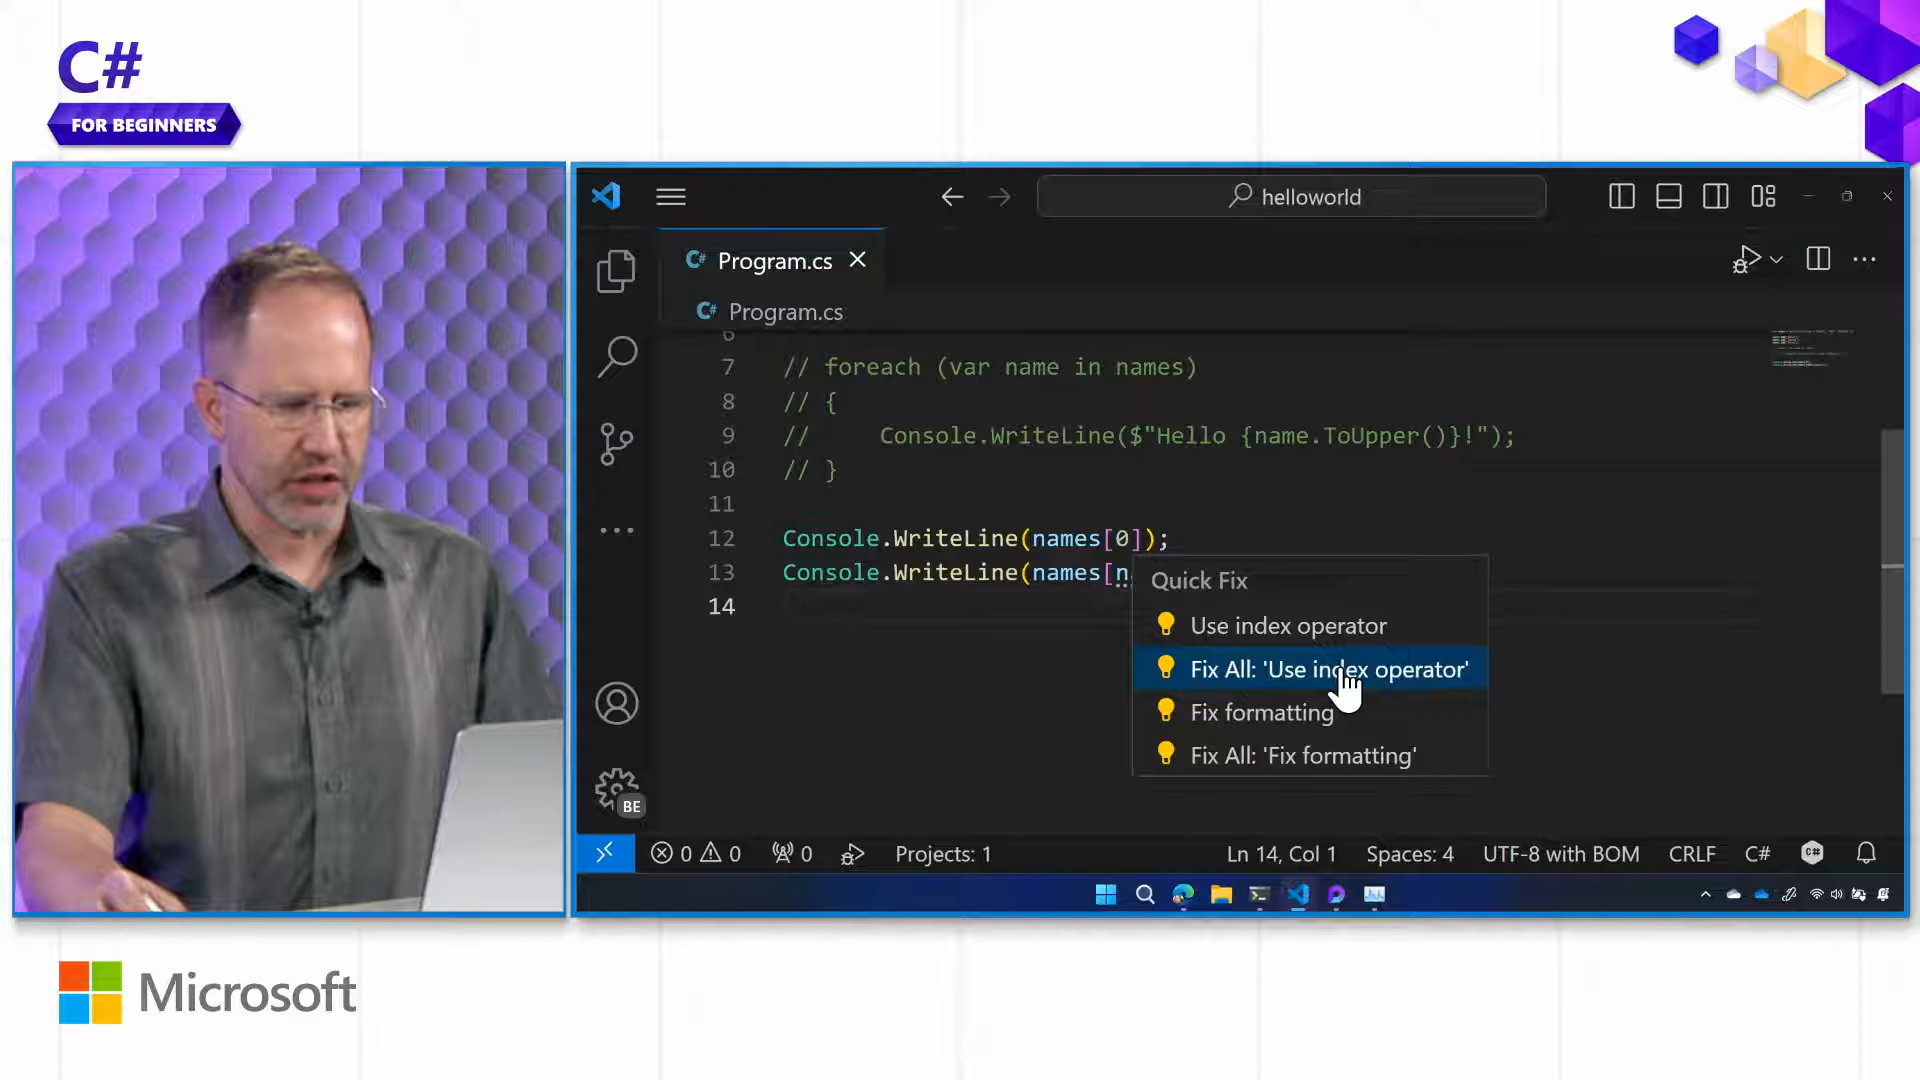 C#
FOR BEGINNERS
helloworld
Program.cs
Program.cs
6
7 // foreach (var name in names)
8 // {
9 // Console.WriteLine($"Hello {name.ToUpper()}!");
10 // }
11
12 Console.WriteLine(names[0]);
13 Console.WriteLine(names[n
14
Quick Fix
Use index operator
Fix All: 'Use index operator'
Fix formatting
Fix All: 'Fix formatting'
BE
0 0 0 Projects: 1 Ln 14, Col 1 Spaces: 4 UTF-8 with BOM CRLF C#
Microsoft